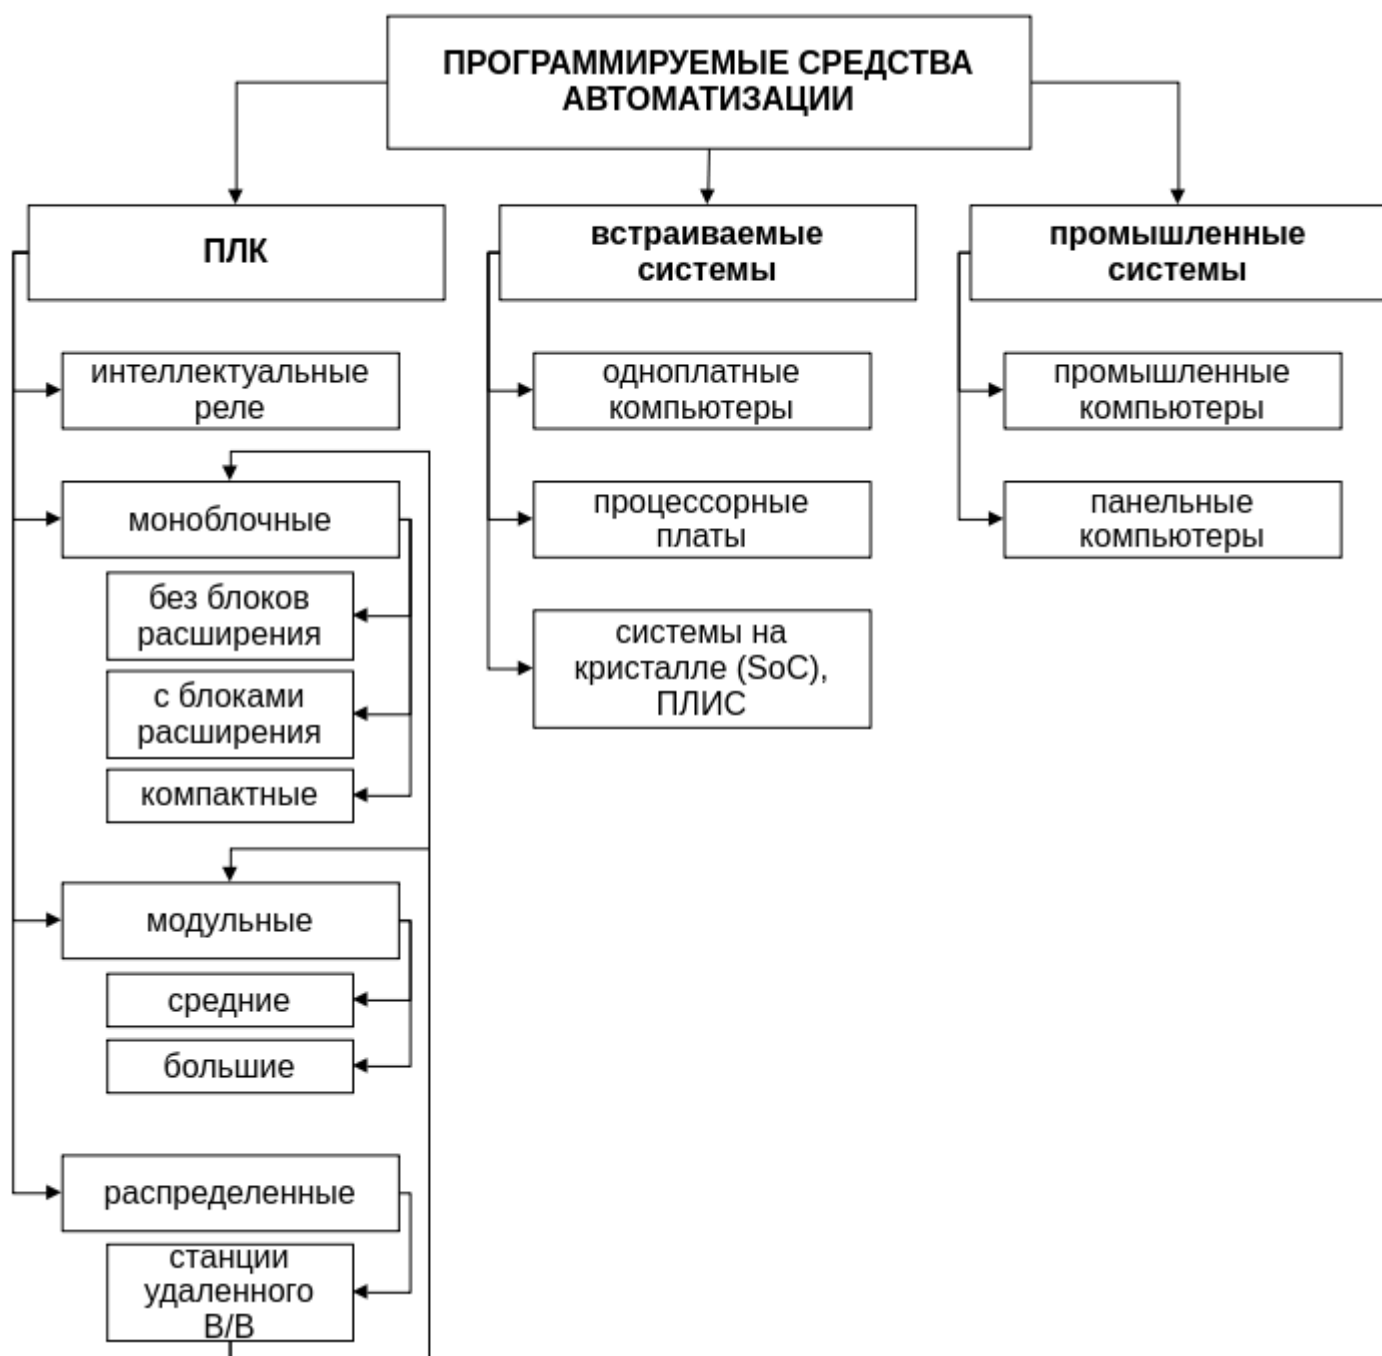 ПРОГРАММИРУЕМЫЕ СРЕДСТВА
АВТОМАТИЗАЦИИ
ПЛК
интеллектуальные
реле
моноблочные
без блоков
расширения
с блоками
расширения
компактные
модульные
средние
большие
распределенные
станции
удаленного
В/В
встраиваемые
системы
одноплатные
компьютеры
процессорные
платы
системы на
кристалле (SoC),
ПЛИС
промышленные
системы
промышленные
компьютеры
панельные
компьютеры